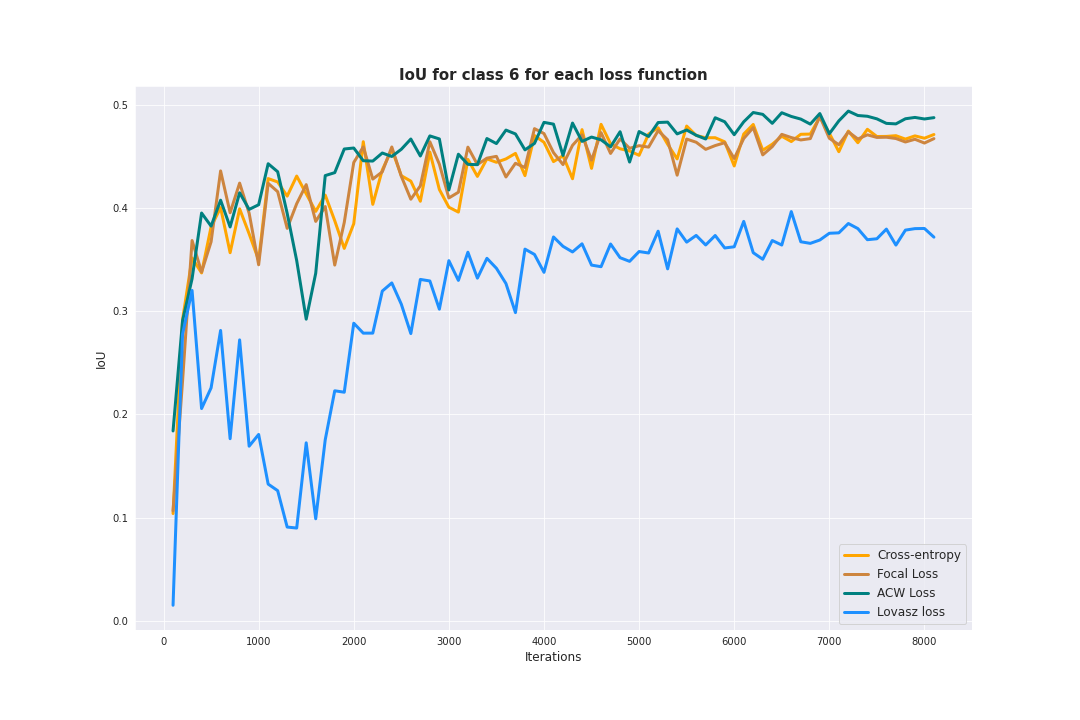 IoU for class 6 for each loss function
0.5
0.4
0.3
0.2
0.1
0.0
IoU
0 1000 2000 3000 4000 5000 6000 7000 8000
Iterations
Cross-entropy
Focal Loss
ACW Loss
Lovasz loss